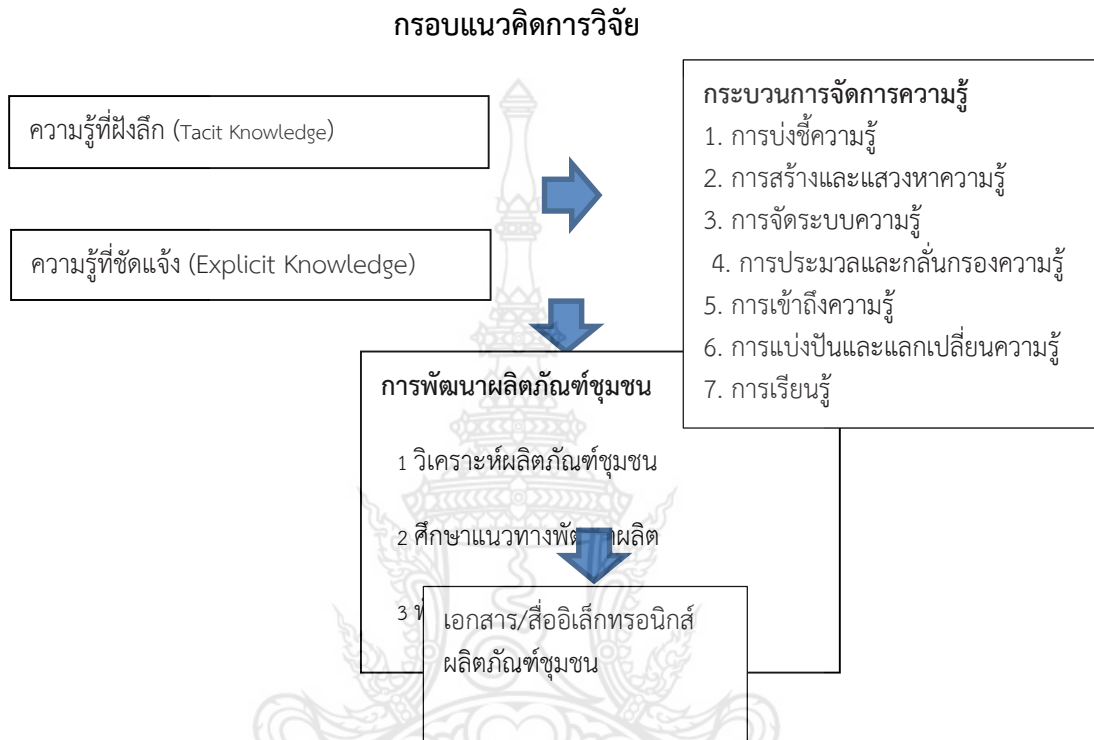 กรอบแนวคิดการวิจัย
ความรู้ที่ฝังลึก (Tacit Knowledge)
ความรู้ที่ชัดแจ้ง (Explicit Knowledge)
กระบวนการจัดการความรู้
1. การบ่งชี้ความรู้
2. การสร้างและแสวงหาความรู้
3. การจัดระบบความรู้
4. การประมวลและกลั่นกรองความรู้
5. การเข้าถึงความรู้
6. การแบ่งปันและแลกเปลี่ยนความรู้
7. การเรียนรู้
การพัฒนาผลิตภัณฑ์ชุมชน
1 วิเคราะห์ผลิตภัณฑ์ชุมชน
2 ศึกษาแนวทาง
3
เอกสาร/สื่ออิเล็กทรอนิกส์
ผลิตภัณฑ์ชุมชน